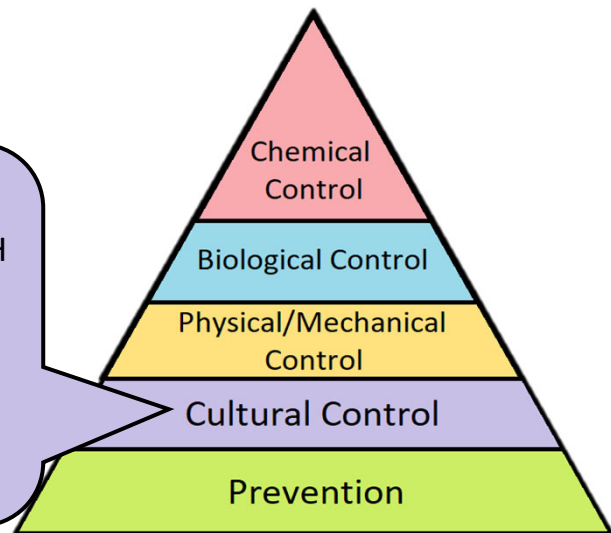 Chemical
Control
Biological Control
Physical/Mechanical
Control
Cultural Control
Prevention